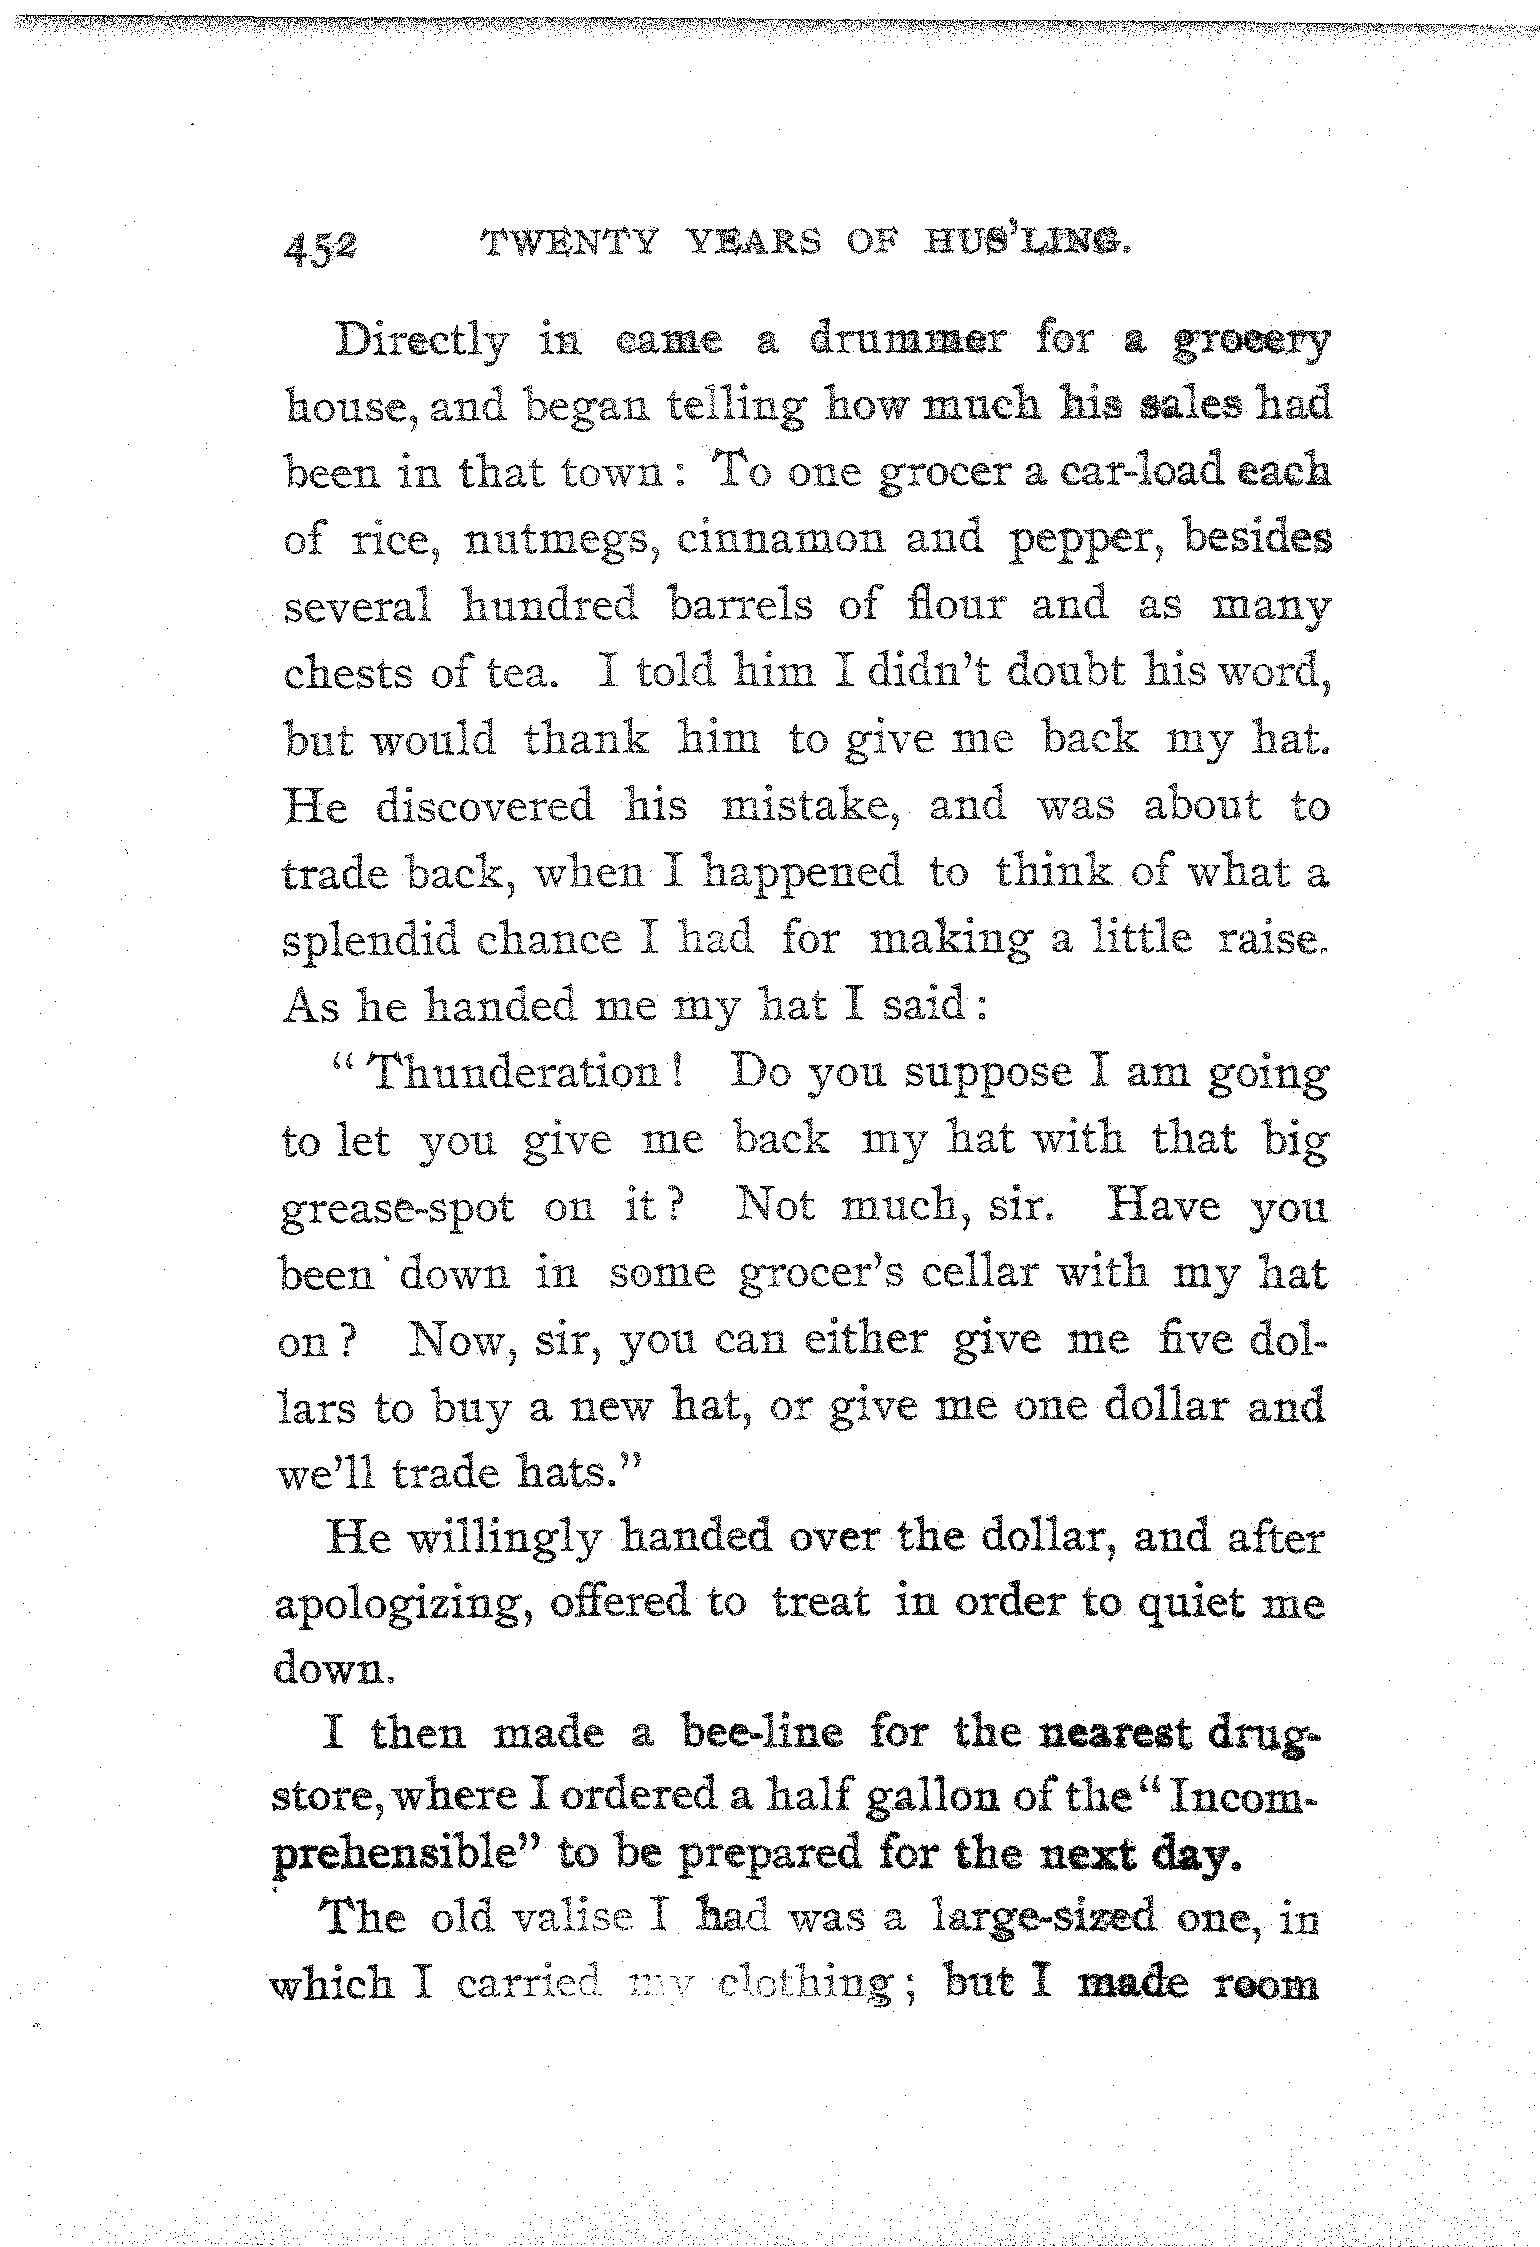 452 TWENTY YEARS OF HUS'LING.
Directly in came a drummer for a grocery
house, and began telling how much his sales had
been in that town : To one grocer a car-load each
of rice, nutmegs, cinnamon and pepper, besides
several hundred barrels of flour and as many
chests of tea. I told him I didn't doubt his word,
but would thank him to give me back my hat.
He discovered his mistake, and was about to
trade back, when I happened to think of what a
splendid chance I had for making a little raise.
As he handed me my hat I said :
"Thunderation! Do you suppose I am going
to let you give me back my hat with that big
grease-spot on it? Not much, sir. Have you
been down in some grocer's cellar with my hat
on? Now, sir, you can either give me five dol-
lars to buy a new hat, or give me one dollar and
we'll trade hats."
He willingly handed over the dollar, and after
apologizing, offered to treat in order to quiet me
down.
I then made a bee-line for the nearest drug-
store, where I ordered a half gallon of the "Incom-
prehensible" to be prepared for the next day.
The old valise I had was a large-sized one, in
which I carried my clothing; but I made room